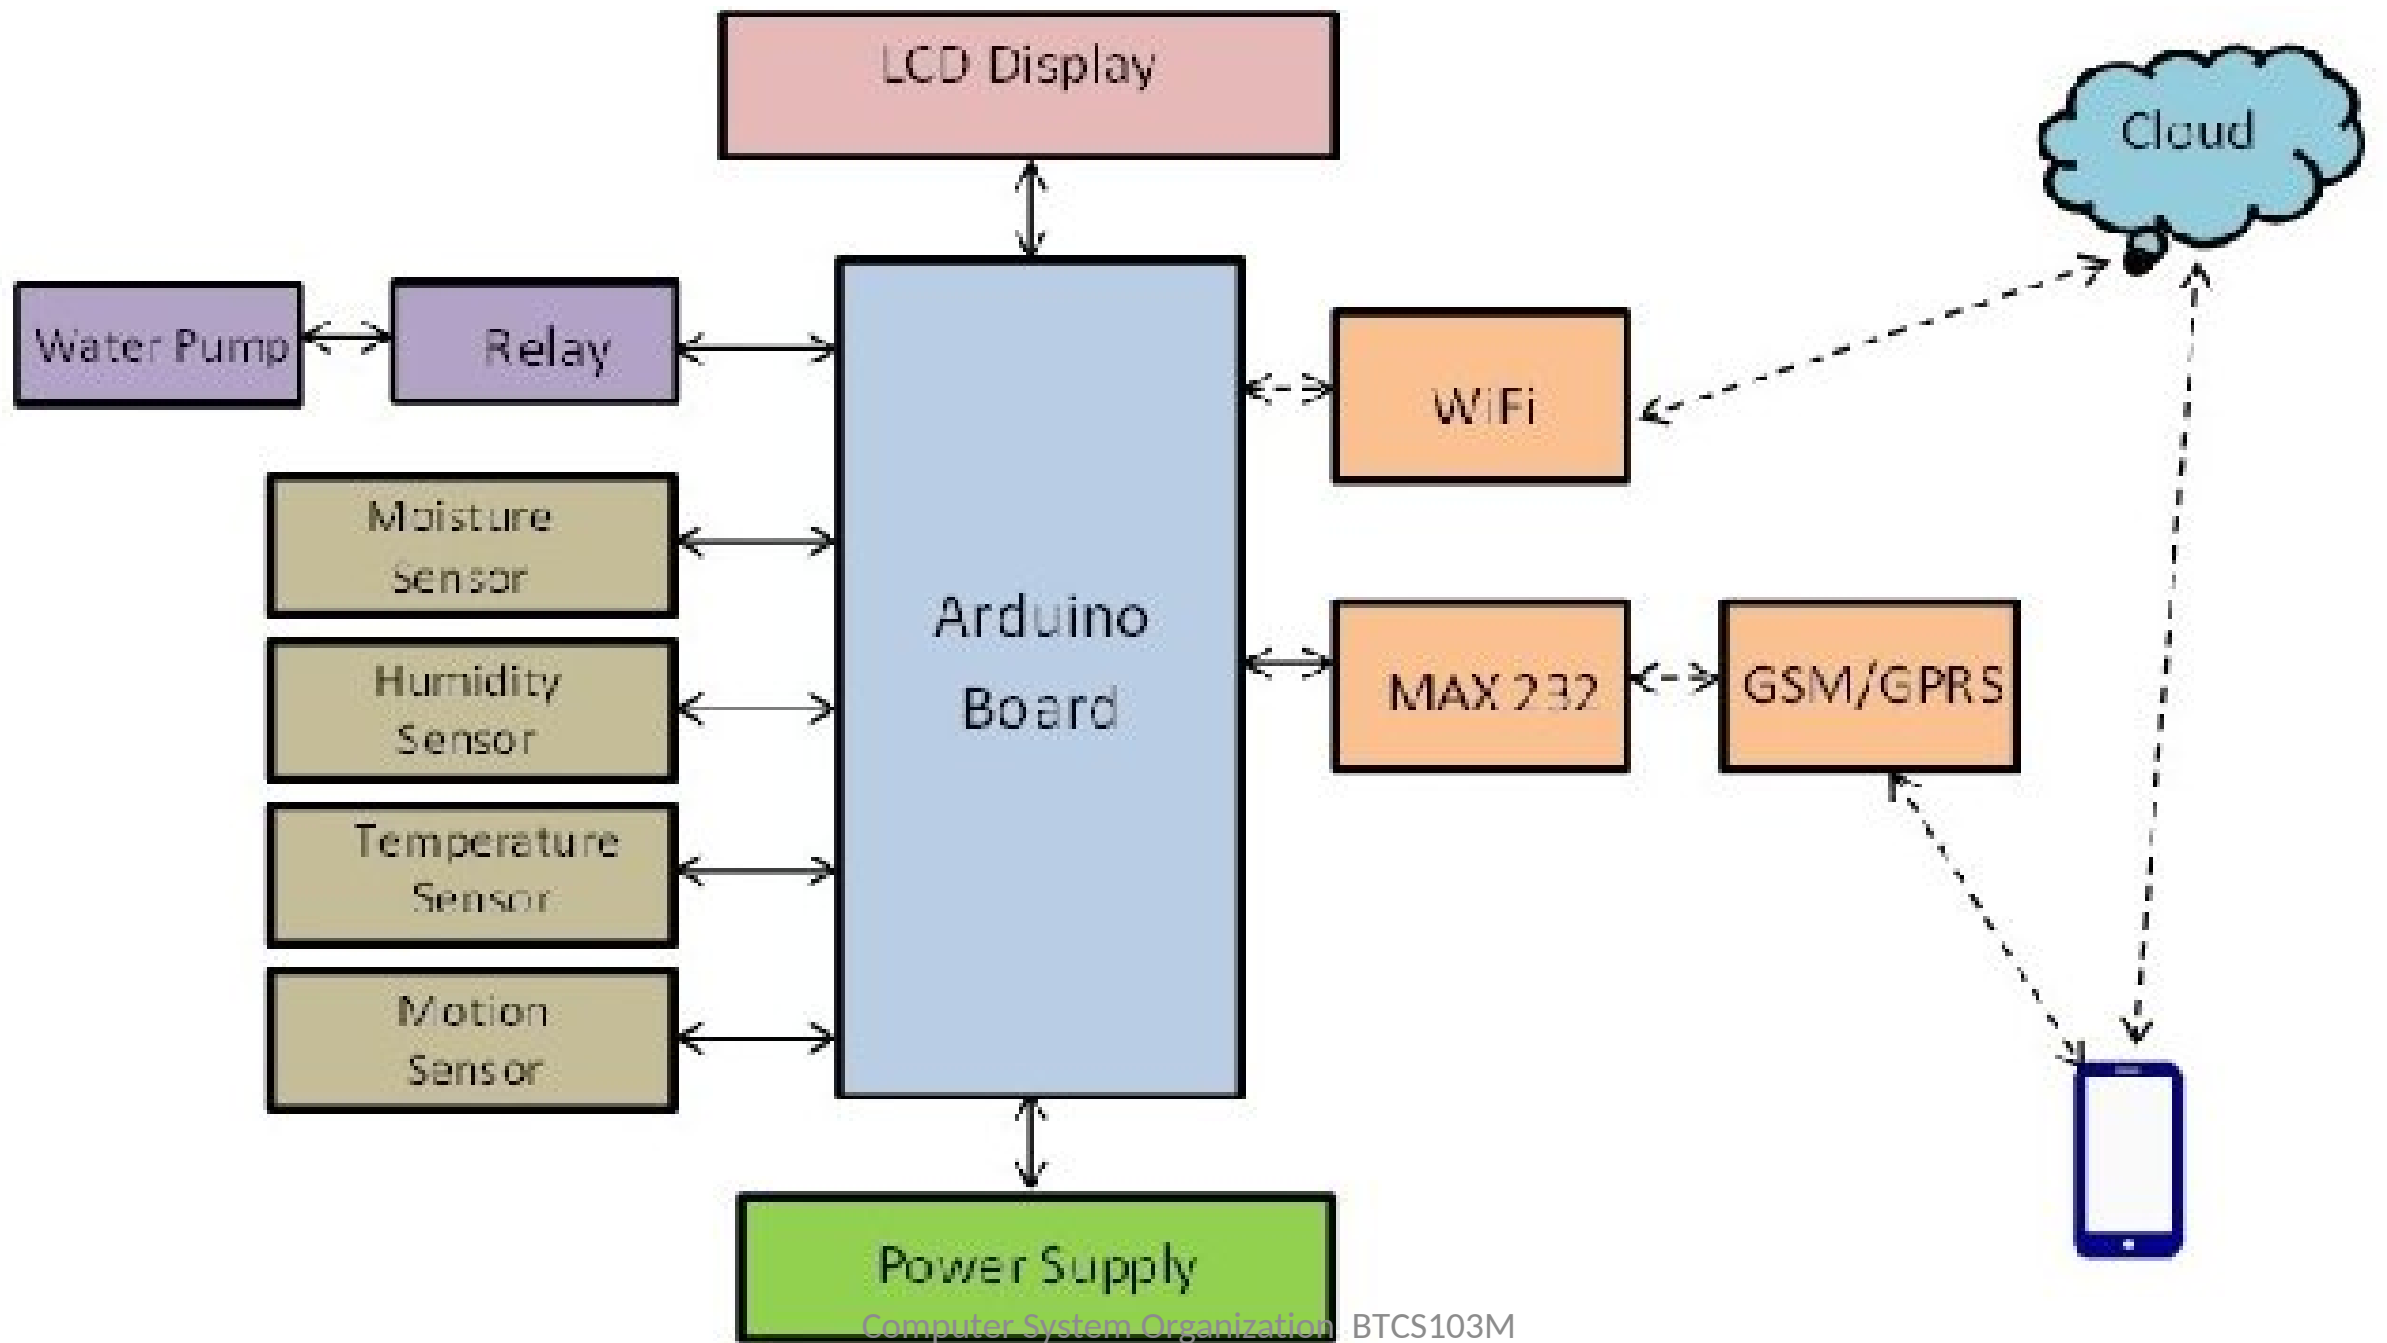 LCD Display
Cloud
Water Pump
Relay
WiFi
Moisture
Sensor
Humidity
Sensor
Temperature
Sensor
Motion
Sensor
Arduino
Board
MAX 232
GSM/GPRS
Power Supply
Computer System Organization BTCS103M